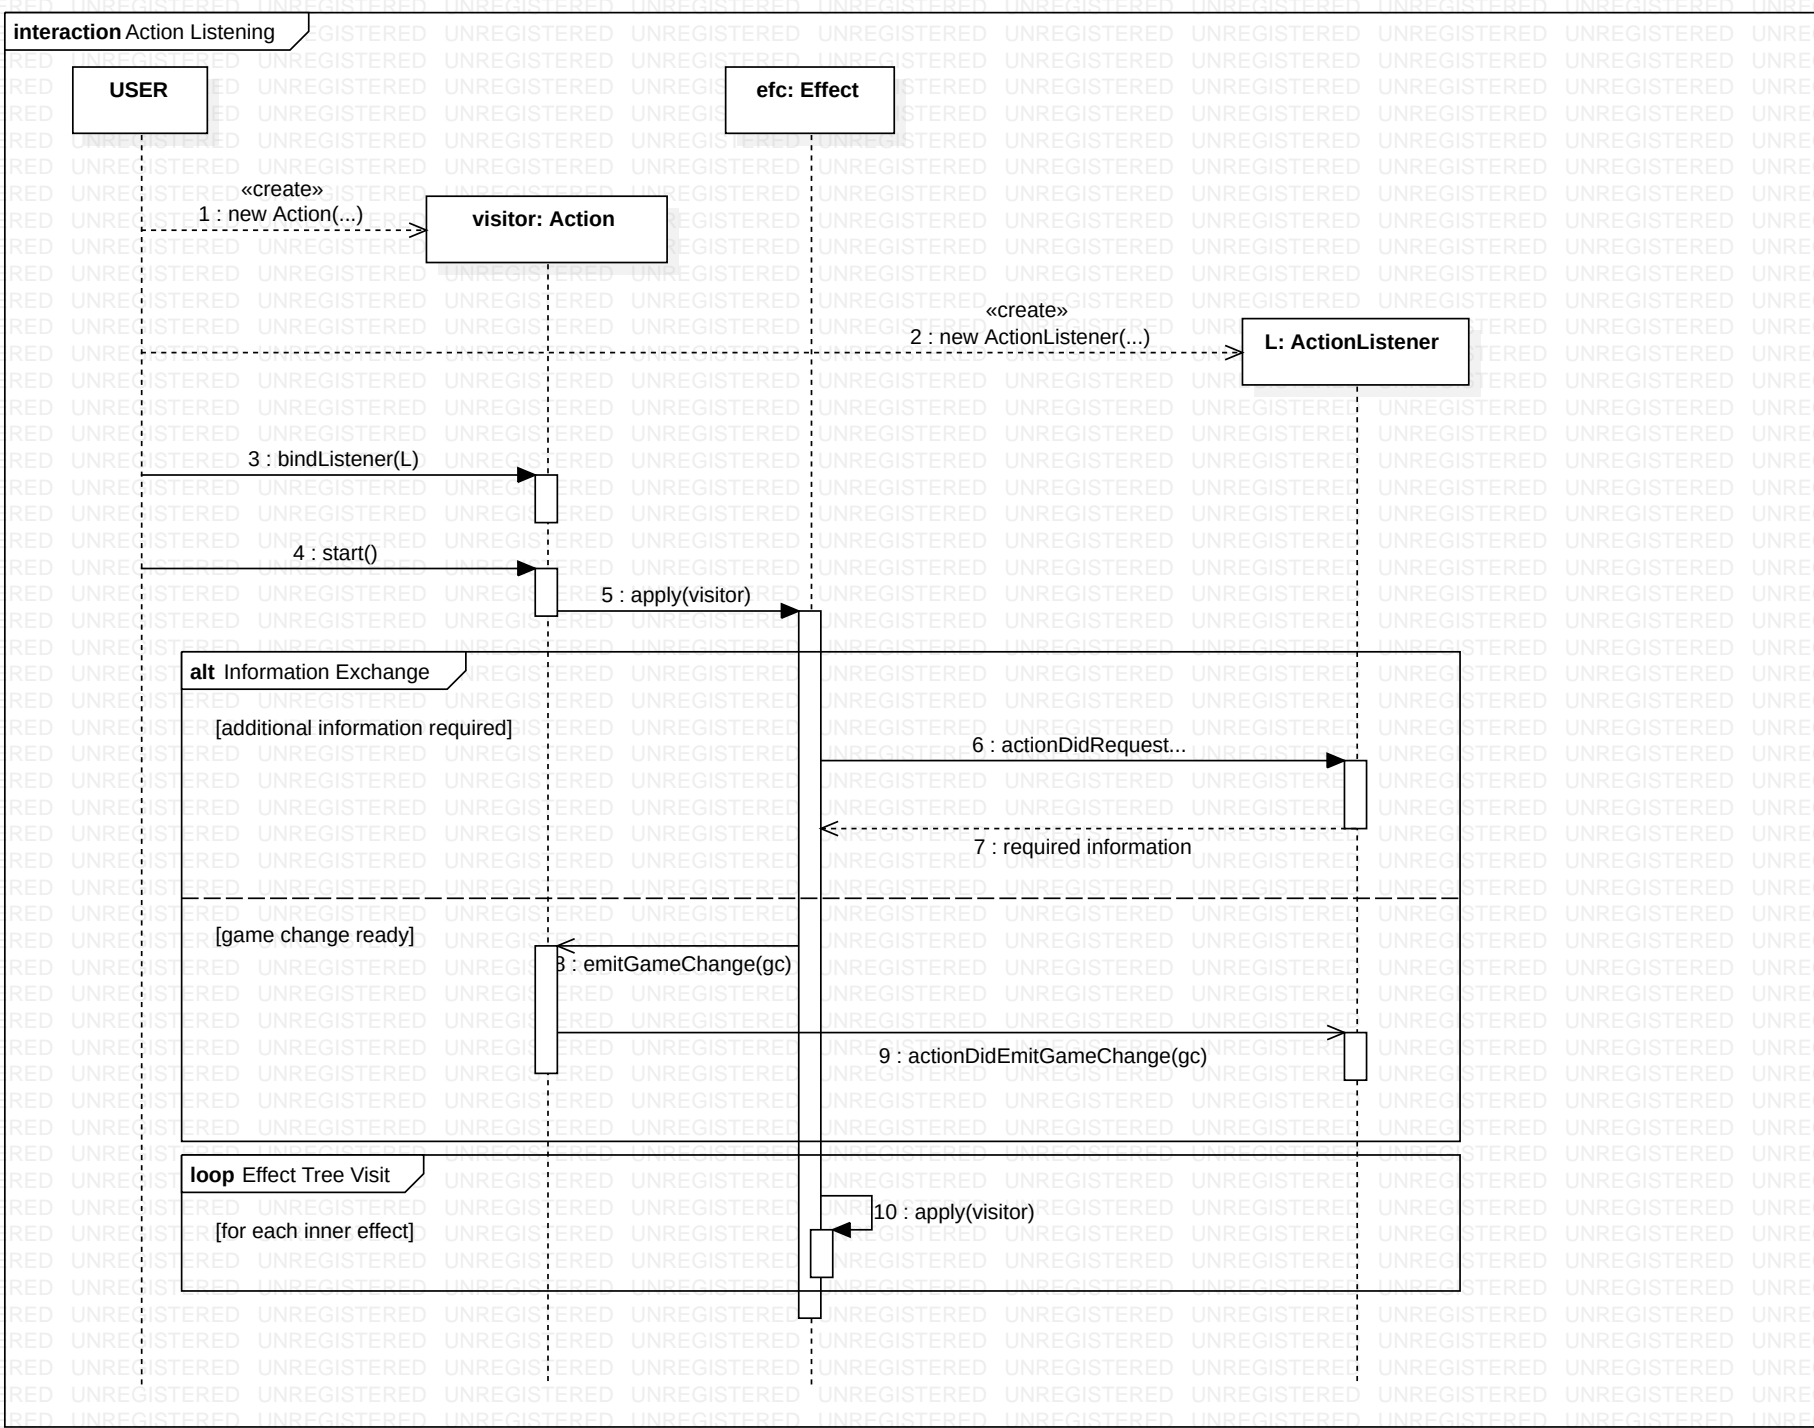 interaction Action Listening
USER
efc: Effect
«create»
1 : new Action(...)
visitor: Action
«create»
2 : new ActionListener(...)
L: ActionListener
3 : bindListener(L)
4 : start()
5 : apply(visitor)
alt Information Exchange
[additional information required]
6 : actionDidRequest...
7 : required information
[game change ready]
8 : emitGameChange(gc)
9 : actionDidEmitGameChange(gc)
loop Effect Tree Visit
10 : apply(visitor)
[for each inner effect]
UNREGISTERED